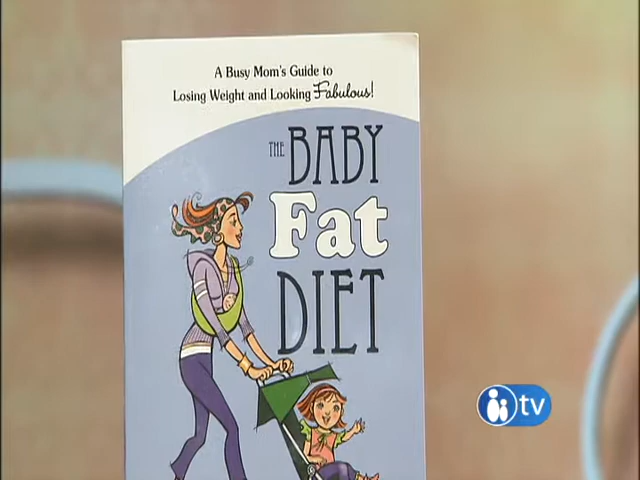 A Busy Mom's Guide to
Losing Weight and Looking Fabulous!
THE BABY
Fat
DIET
tv